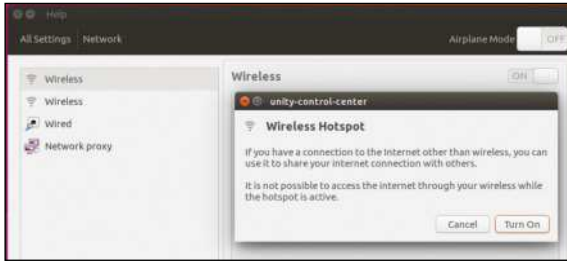 Help
All Settings Network Airplane Mode OFF
Wireless
Wireless
Wired
Network proxy
Wireless ON
unity-control-center
Wireless Hotspot
If you have a connection to the Internet other than wireless, you can
use it to share your internet connection with others.
It is not possible to access the internet through your wireless while
the hotspot is active.
Cancel Turn On